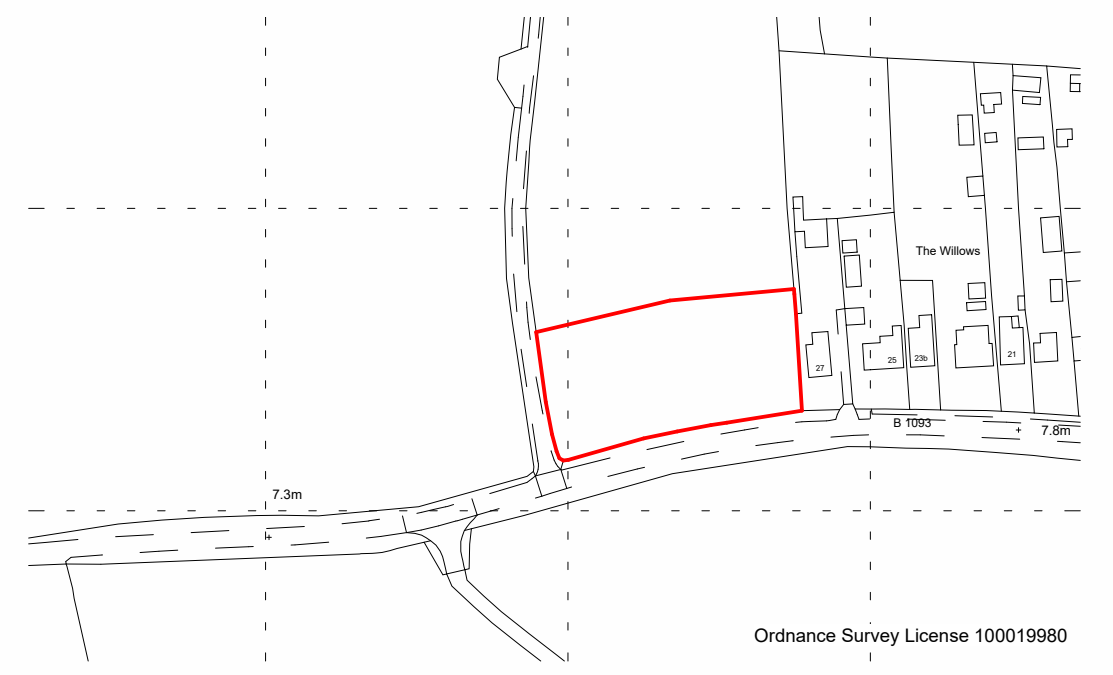 The Willows
27
25
23b
21
B 1093
7.8m
7.3m
Ordnance Survey License 100019980